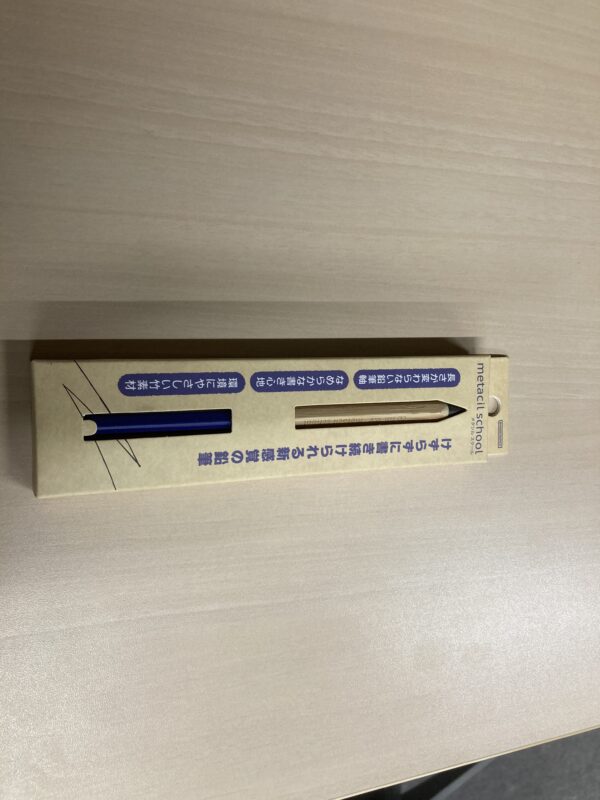 metacil school
メタシル スクール
けずらずに書き続けられる新感覚の鉛筆
長さが変わらない鉛筆軸
なめらかな書き心地
環境にやさしい竹素材